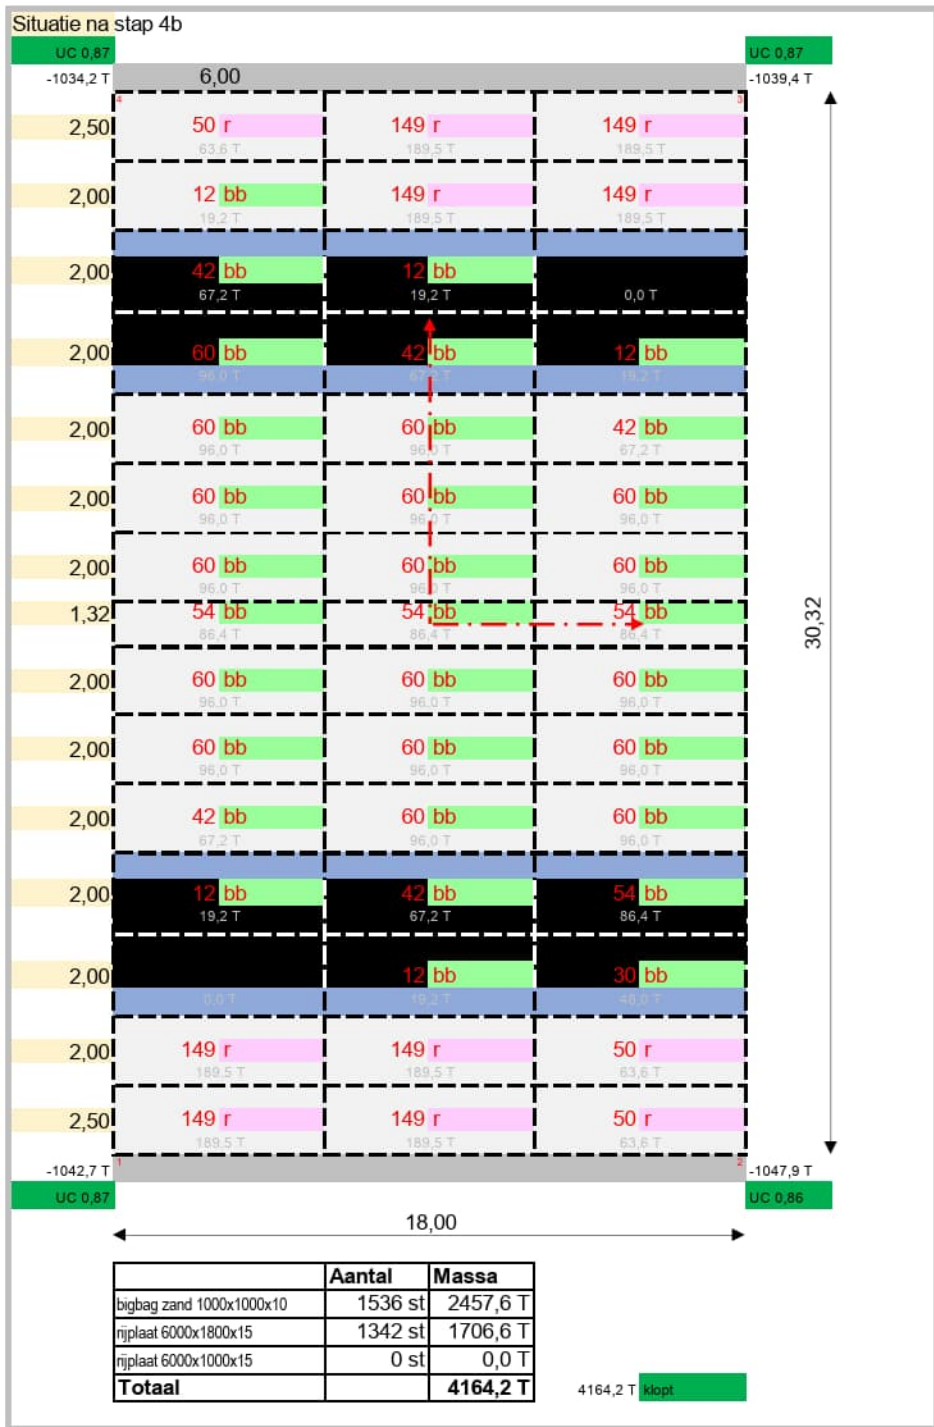 Situatie na stap 4b
UC 0,87 UC 0,87
-1034,2 T 6,00 -1039,4 T
4 3
2,50 50 r 149 r 149 r
63,6 T 189,5 T 189,5 T
2,00 12 bb 149 r 149 r
19,2 T 189,5 T 189,5 T
2,00 42 bb 12 bb
67,2 T 19,2 T 0,0 T
2,00 60 bb 42 bb 12 bb
96,0 T 67,2 T 19,2 T
2,00 60 bb 60 bb 42 bb
96,0 T 96,0 T 67,2 T
2,00 60 bb 60 bb 60 bb
96,0 T 96,0 T 96,0 T
2,00 60 bb 60 bb 60 bb
96,0 T 96,0 T 96,0 T
1,32 54 bb 54 bb 54 bb
86,4 T 86,4 T 86,4 T
30,32
2,00 60 bb 60 bb 60 bb
96,0 T 96,0 T 96,0 T
2,00 60 bb 60 bb 60 bb
96,0 T 96,0 T 96,0 T
2,00 42 bb 60 bb 60 bb
67,2 T 96,0 T 96,0 T
2,00 12 bb 42 bb 54 bb
19,2 T 67,2 T 86,4 T
2,00 12 bb 30 bb
0,0 T 19,2 T 48,0 T
2,00 149 r 149 r 50 r
189,5 T 189,5 T 63,6 T
2,50 149 r 149 r 50 r
189,5 T 189,5 T 63,6 T
1 2
-1042,7 T -1047,9 T
UC 0,87 UC 0,86
18,00
Aantal Massa
bigbag zand 1000x1000x10 1536 st 2457,6 T
rijplaat 6000x1800x15 1342 st 1706,6 T
rijplaat 6000x1000x15 0 st 0,0 T
Totaal 4164,2 T 4164,2 T klopt